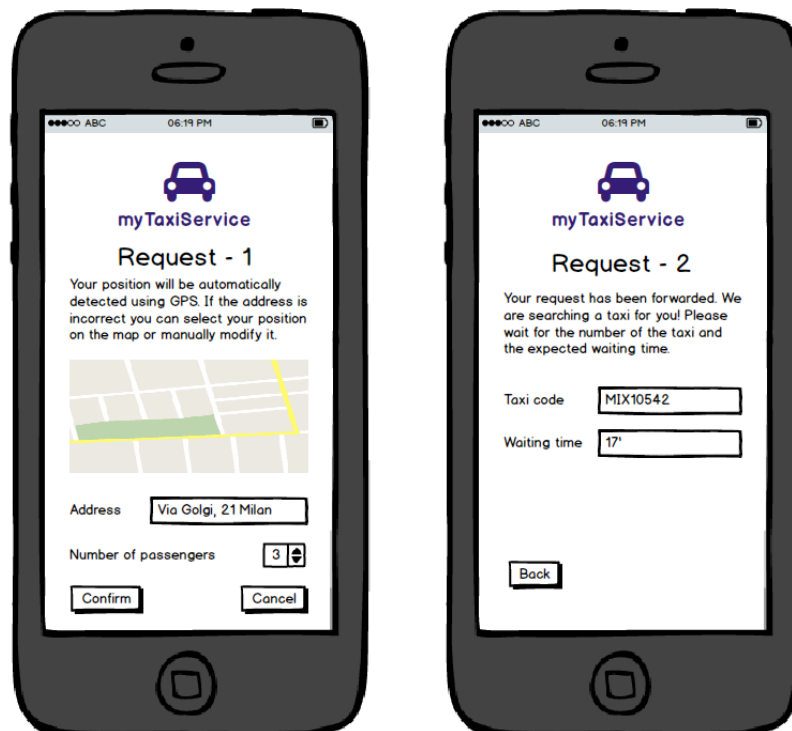 ABC 06:19 PM
myTaxiService
Request - 1
Your position will be automatically
detected using GPS. If the address is
incorrect you can select your position
on the map or manually modify it.
Address Via Golgi, 21 Milan
Number of passengers 3
Confirm Cancel
ABC 06:19 PM
myTaxiService
Request - 2
Your request has been forwarded. We
are searching a taxi for you! Please
wait for the number of the taxi and
the expected waiting time.
Taxi code MIX10542
Waiting time 17'
Back